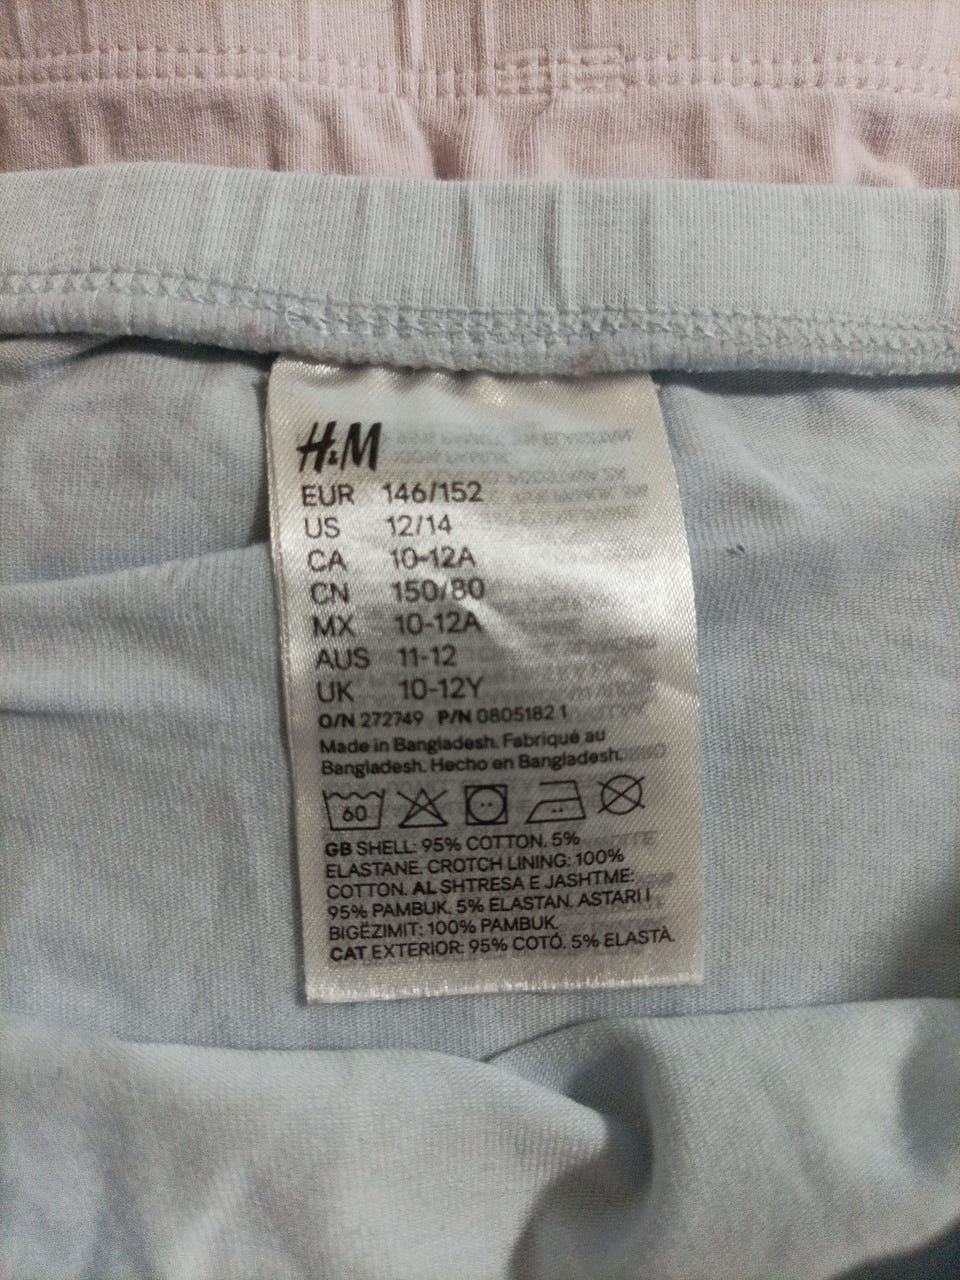 H&M
EUR 146/152
US 12/14
CA 10-12A
CN 150/80
MX 10-12A
AUS 11-12
UK 10-12Y
O/N 272749 P/N 0805182 1
Made in Bangladesh. Fabriqué au
Bangladesh. Hecho en Bangladesh.
60
GB SHELL: 95% COTTON. 5%
ELASTANE. CROTCH LINING: 100%
COTTON. AL SHTRESA E JASHTME:
95% PAMBUK. 5% ELASTAN. ASTARI I
BIGËZIMIT: 100% PAMBUK.
CAT EXTERIOR: 95% COTÓ. 5% ELASTÀ.